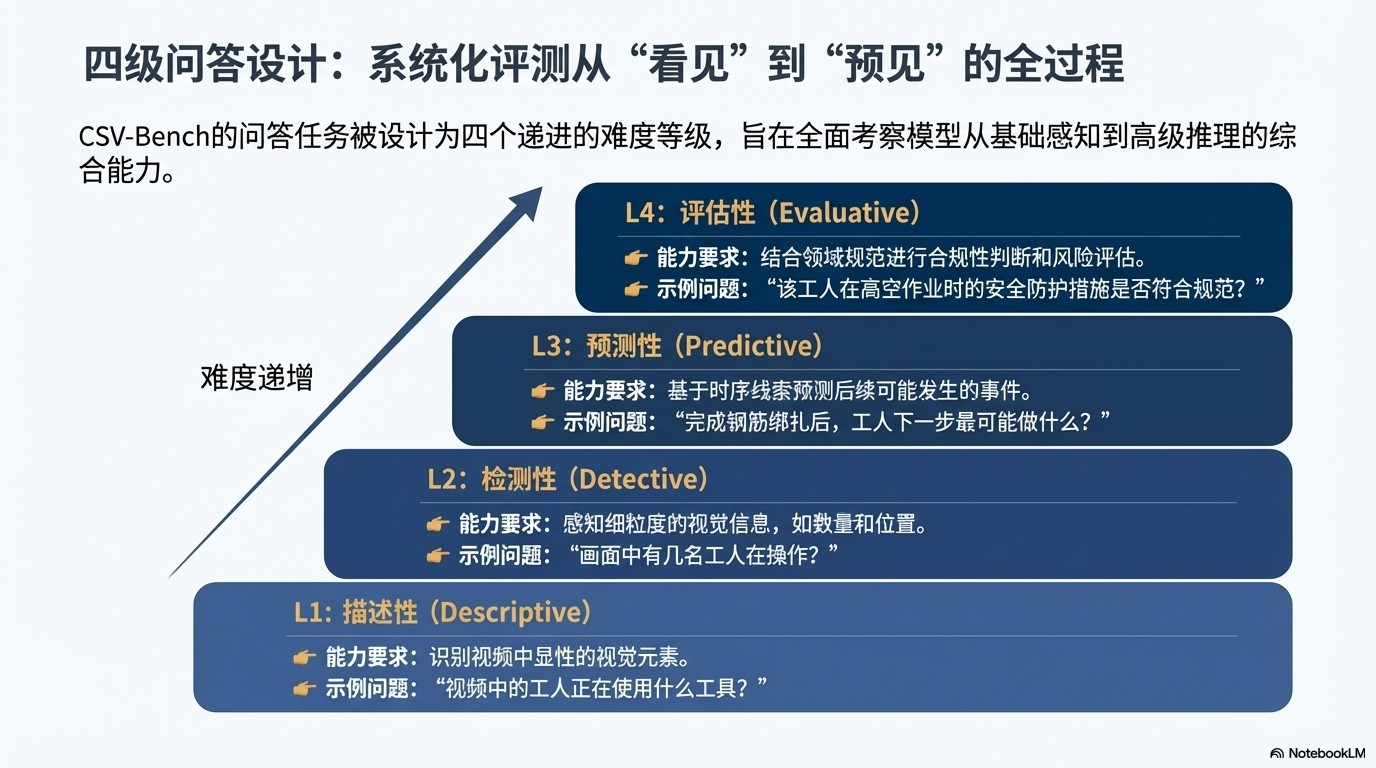 四级问答设计：系统化评测从“看见”到“预见”的全过程
CSV-Bench的问答任务被设计为四个递进的难度等级，旨在全面考察模型从基础感知到高级推理的综
合能力。
L4：评估性（Evaluative）
能力要求：结合领域规范进行合规性判断和风险评估。
示例问题：“该工人在高空作业时的安全防护措施是否符合规范？”
L3：预测性（Predictive）
能力要求：基于时序线索预测后续可能发生的事件。
示例问题：“完成钢筋绑扎后，工人下一步最可能做什么？”
难度递增
L2：检测性（Detective）
能力要求：感知细粒度的视觉信息，如数量和位置。
示例问题：“画面中有几名工人在操作？”
L1：描述性（Descriptive）
能力要求：识别视频中显性的视觉元素。
示例问题：“视频中的工人正在使用什么工具？”
NotebookLM